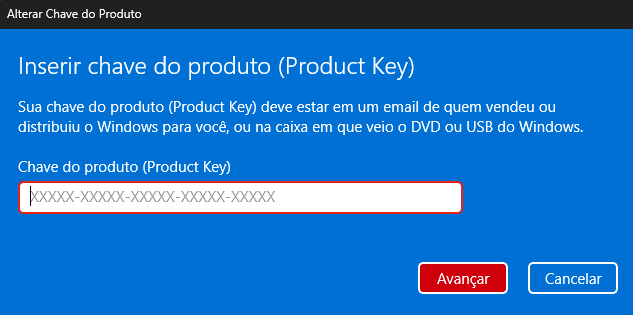 Alterar Chave do Produto
Inserir chave do produto (Product Key)
Sua chave do produto (Product Key) deve estar em um email de quem vendeu ou
distribuiu o Windows para você, ou na caixa em que veio o DVD ou USB do Windows.
Chave do produto (Product Key)
XXXXX-XXXXX-XXXXX-XXXXX-XXXXX
Avançar
Cancelar